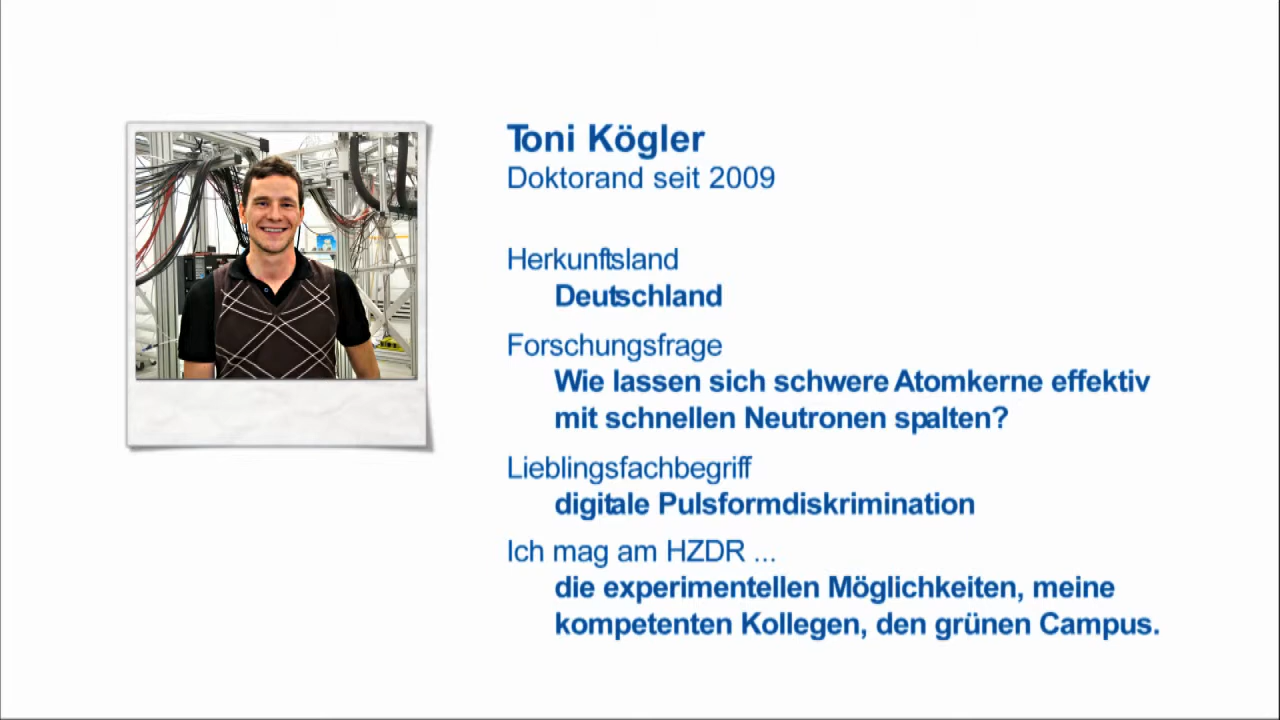 Toni Kögler
Doktorand seit 2009
Herkunftsland
Deutschland
Forschungsfrage
Wie lassen sich schwere Atomkerne effektiv
mit schnellen Neutronen spalten?
Lieblingsfachbegriff
digitale Pulsformdiskrimination
Ich mag am HZDR ...
die experimentellen Möglichkeiten, meine
kompetenten Kollegen, den grünen Campus.